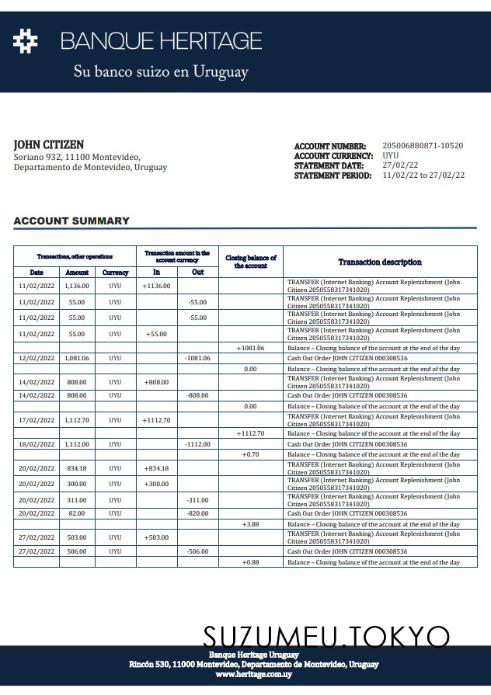 BANQUE HERITAGE
Su banco suizo en Uruguay
JOHN CITIZEN
Soriano 932, 11100 Montevideo,
Departamento de Montevideo, Uruguay
ACCOUNT NUMBER: 205006880871-10520
ACCOUNT CURRENCY: UYU
STATEMENT DATE: 27/02/22
STATEMENT PERIOD: 11/02/22 to 27/02/22
ACCOUNT SUMMARY
Transactions, other operations
Transaction amount in the
account currency
Closing balance of
the account
Transaction description
Date Amount Currency In Out
11/02/2022 1,136.00 UYU +1136.00 TRANSFER (Internet Banking) Account Replenishment (John
Citizen 2050558317341020)
11/02/2022 55.00 UYU -55.00 TRANSFER (Internet Banking) Account Replenishment (John
Citizen 2050558317341020)
11/02/2022 55.00 UYU -55.00 TRANSFER (Internet Banking) Account Replenishment (John
Citizen 2050558317341020)
11/02/2022 55.00 UYU +55.00 TRANSFER (Internet Banking) Account Replenishment (John
Citizen 2050558317341020)
+1081.06 Balance – Closing balance of the account at the end of the day
12/02/2022 1,081.06 UYU -1081.06 Cash Out Order JOHN CITIZEN 000308536
0.00 Balance – Closing balance of the account at the end of the day
14/02/2022 808.00 UYU +808.00 TRANSFER (Internet Banking) Account Replenishment (John
Citizen 2050558317341020)
14/02/2022 808.00 UYU -808.00 Cash Out Order JOHN CITIZEN 000308536
0.00 Balance – Closing balance of the account at the end of the day
17/02/2022 1,112.70 UYU +1112.70 TRANSFER (Internet Banking) Account Replenishment (John
Citizen 2050558317341020)
+1112.70 Balance – Closing balance of the account at the end of the day
18/02/2022 1,112.00 UYU -1112.00 Cash Out Order JOHN CITIZEN 000308536
+0.70 Balance – Closing balance of the account at the end of the day
20/02/2022 834.18 UYU +834.18 TRANSFER (Internet Banking) Account Replenishment (John
Citizen 2050558317341020)
20/02/2022 300.00 UYU +300.00 TRANSFER (Internet Banking) Account Replenishment (John
Citizen 2050558317341020)
20/02/2022 311.00 UYU -311.00 TRANSFER (Internet Banking) Account Replenishment (John
Citizen 2050558317341020)
20/02/2022 82.00 UYU -820.00 Cash Out Order JOHN CITIZEN 000308536
+3.88 Balance – Closing balance of the account at the end of the day
27/02/2022 503.00 UYU +503.00 TRANSFER (Internet Banking) Account Replenishment (John
Citizen 2050558317341020)
27/02/2022 506.00 UYU -506.00 Cash Out Order JOHN CITIZEN 000308536
+0.88 Balance – Closing balance of the account at the end of the day
SUZUMEU.TOKYO
Banque Heritage Uruguay
Rincón 530, 11000 Montevideo, Departamento de Montevideo, Uruguay
www.heritage.com.uy